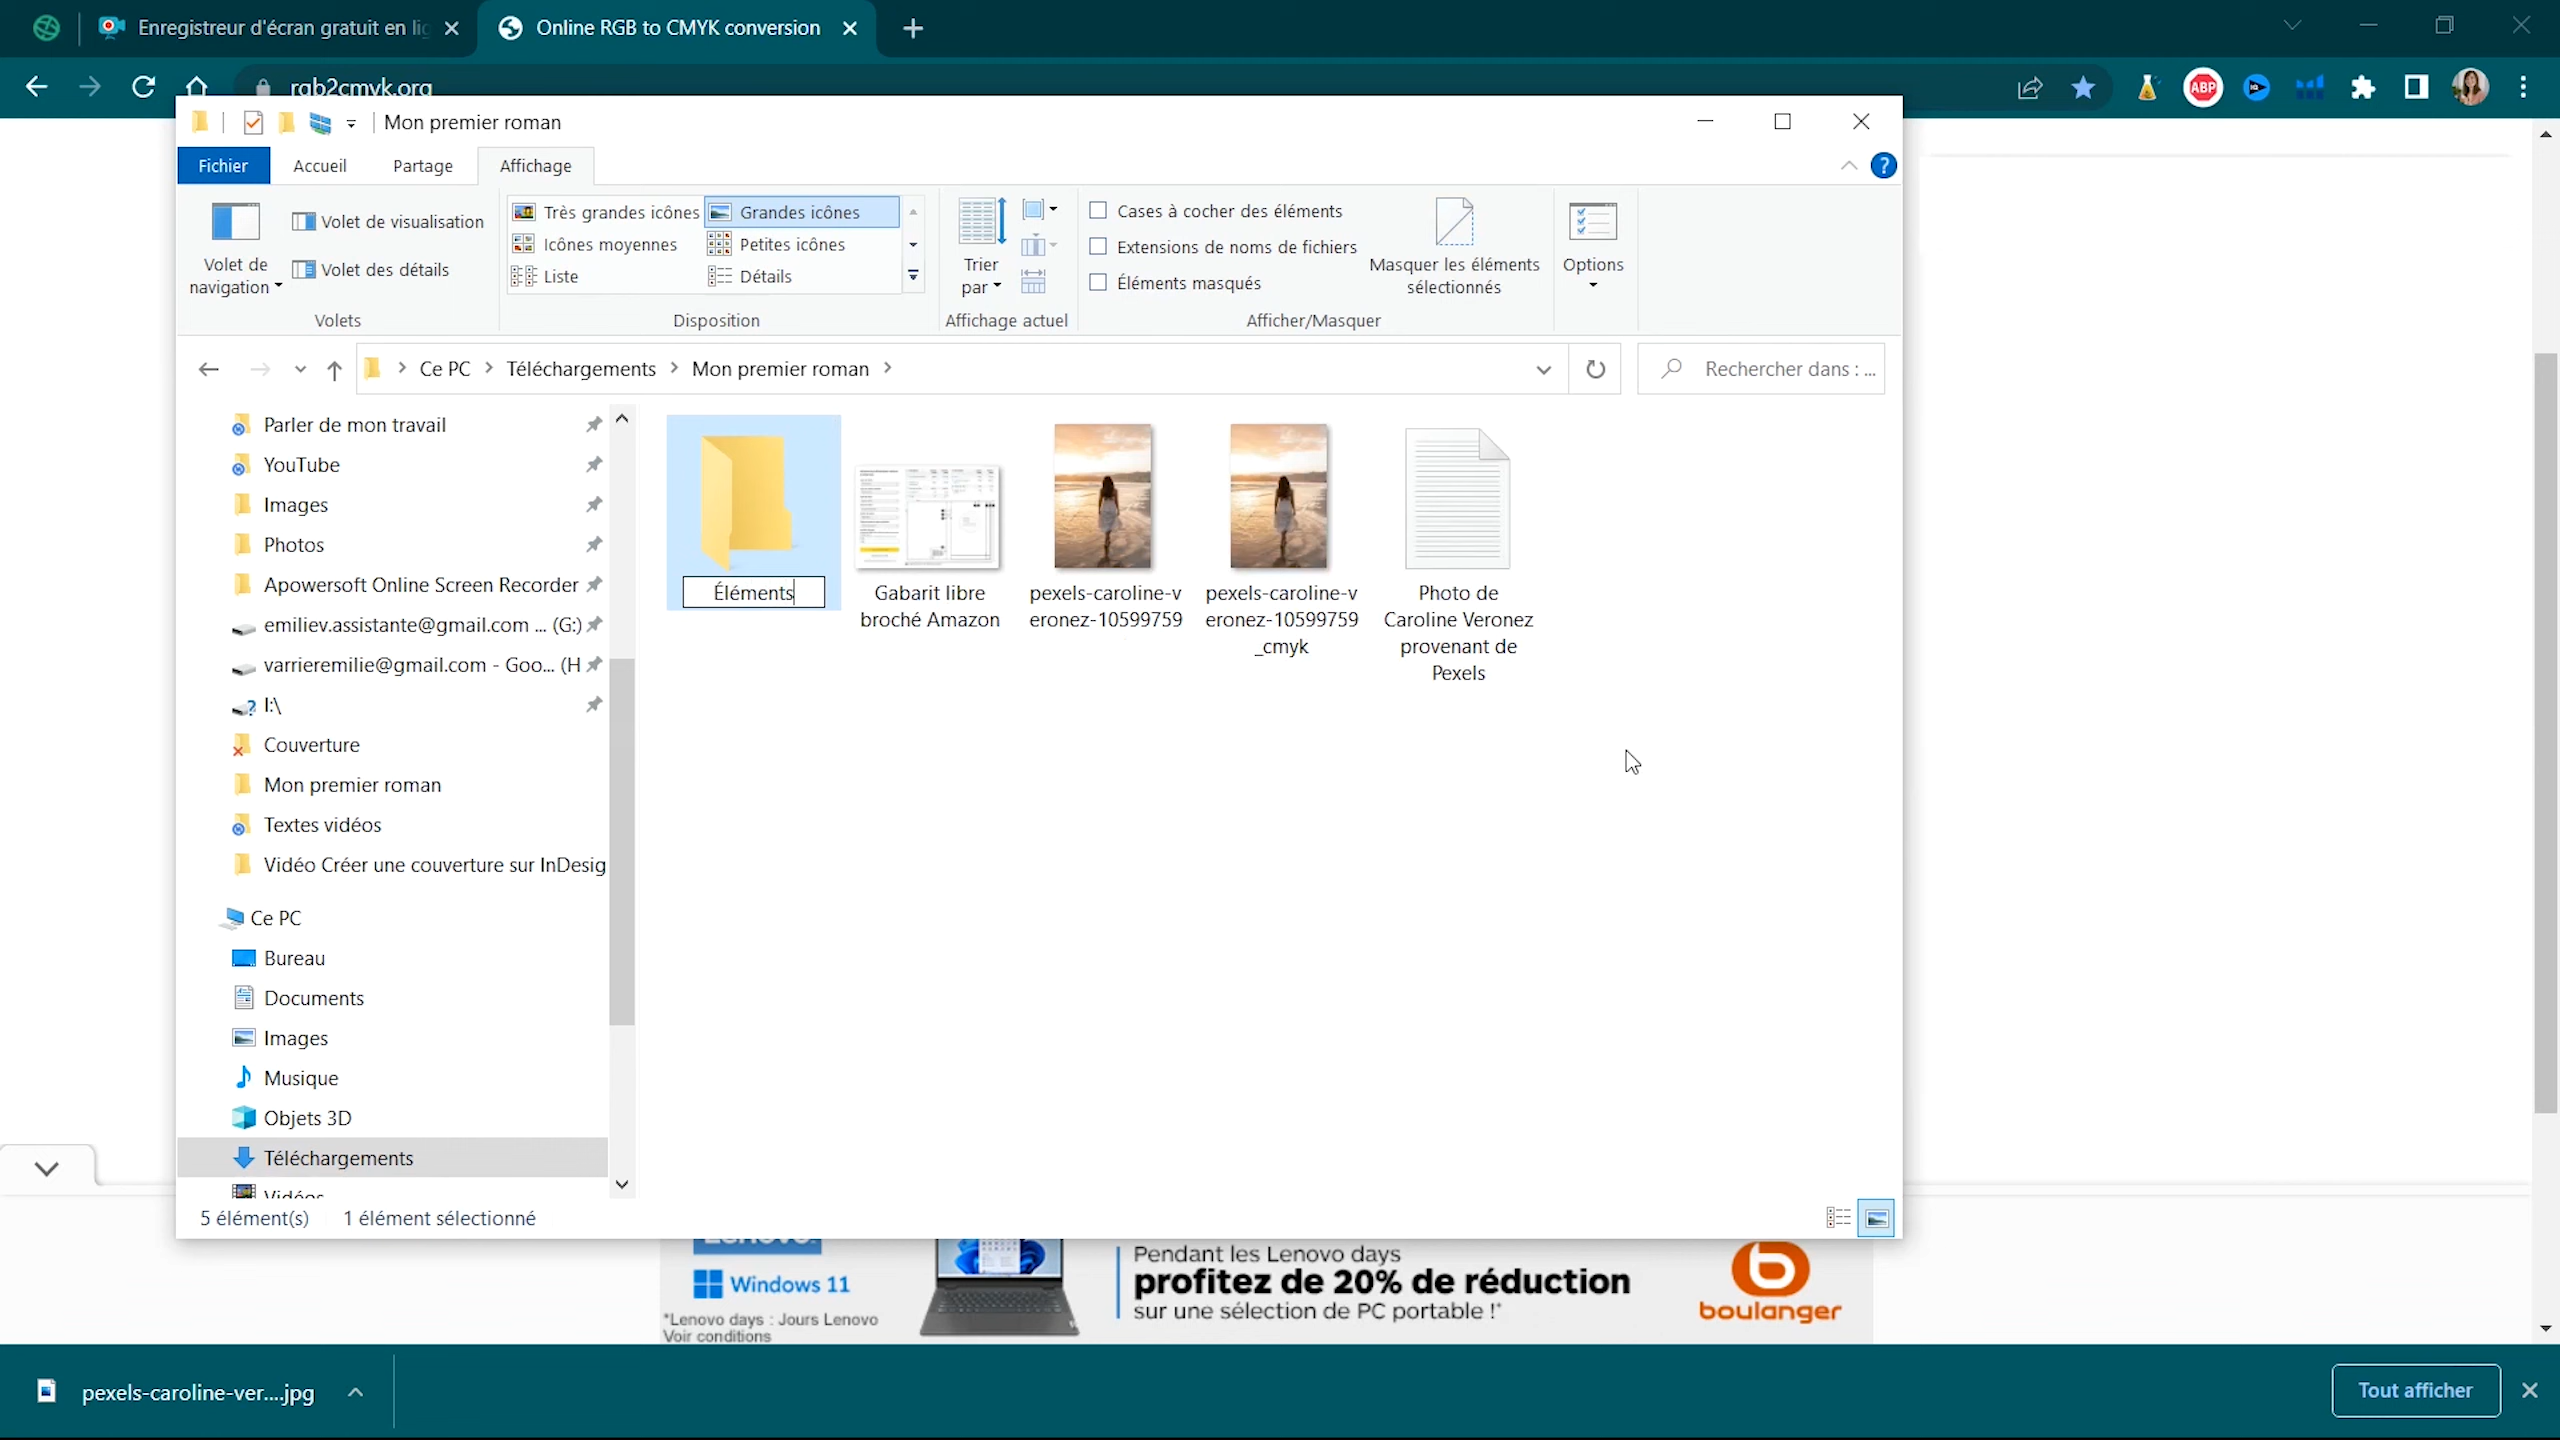 Enregistreur d'écran gratuit en lig
Online RGB to CMYK conversion
rgb2cmyk.org
ABP
Mon premier roman
Fichier
Accueil
Partage
Affichage
Volet de
navigation
Volet de visualisation
Volet des détails
Volets
Très grandes icônes
Grandes icônes
Icônes moyennes
Petites icônes
Liste
Détails
Disposition
Trier
par
Affichage actuel
Cases à cocher des éléments
Extensions de noms de fichiers
Éléments masqués
Masquer les éléments
sélectionnés
Afficher/Masquer
Options
Ce PC
Téléchargements
Mon premier roman
Rechercher dans : ...
Parler de mon travail
YouTube
Images
Photos
Apowersoft Online Screen Recorder
emiliev.assistante@gmail.com ... (G:)
varrieremilie@gmail.com - Goo... (H
I:\
Couverture
Mon premier roman
Textes vidéos
Vidéo Créer une couverture sur InDesig
Ce PC
Bureau
Documents
Images
Musique
Objets 3D
Téléchargements
Vidéos
Éléments
Gabarit libre
broché Amazon
pexels-caroline-v
eronez-10599759
pexels-caroline-v
eronez-10599759
_cmyk
Photo de
Caroline Veronez
provenant de
Pexels
5 élément(s)
1 élément sélectionné
Lenovo
Windows 11
*Lenovo days : Jours Lenovo
Voir conditions
Pendant les Lenovo days
profitez de 20% de réduction
sur une sélection de PC portable !*
boulanger
pexels-caroline-ver....jpg
Tout afficher